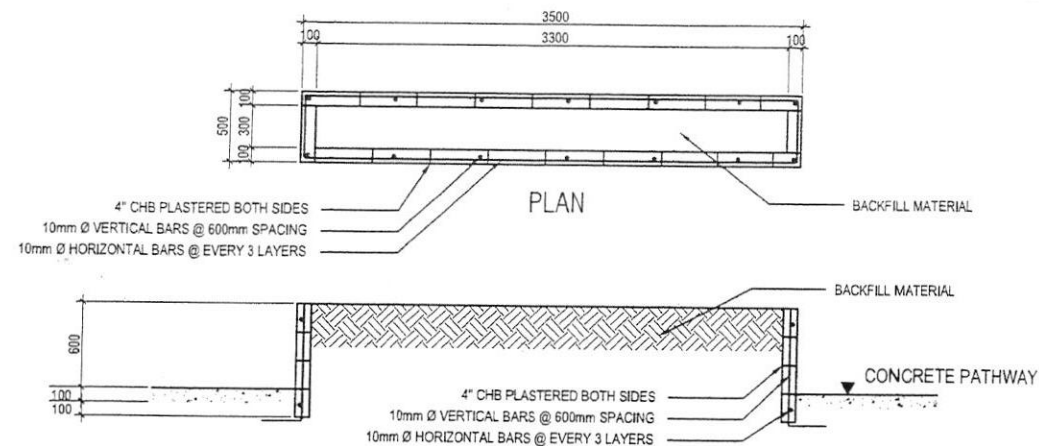 3500
100 3300 100
500
100
300
100
4" CHB PLASTERED BOTH SIDES
10mm Ø VERTICAL BARS @ 600mm SPACING
10mm Ø HORIZONTAL BARS @ EVERY 3 LAYERS
PLAN
BACKFILL MATERIAL
BACKFILL MATERIAL
600
100
100
4" CHB PLASTERED BOTH SIDES
10mm Ø VERTICAL BARS @ 600mm SPACING
10mm Ø HORIZONTAL BARS @ EVERY 3 LAYERS
CONCRETE PATHWAY